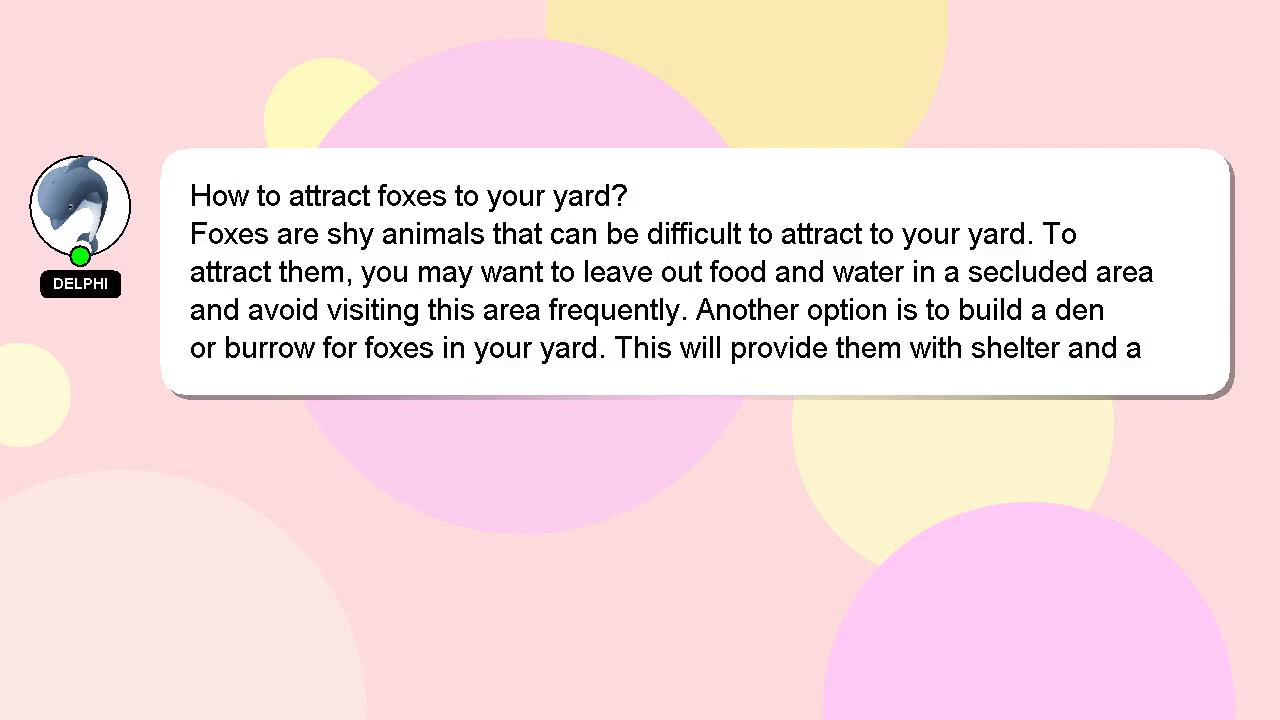 How to attract foxes to your yard?
Foxes are shy animals that can be difficult to attract to your yard. To
attract them, you may want to leave out food and water in a secluded area
and avoid visiting this area frequently. Another option is to build a den
or burrow for foxes in your yard. This will provide them with shelter and a
DELPHI